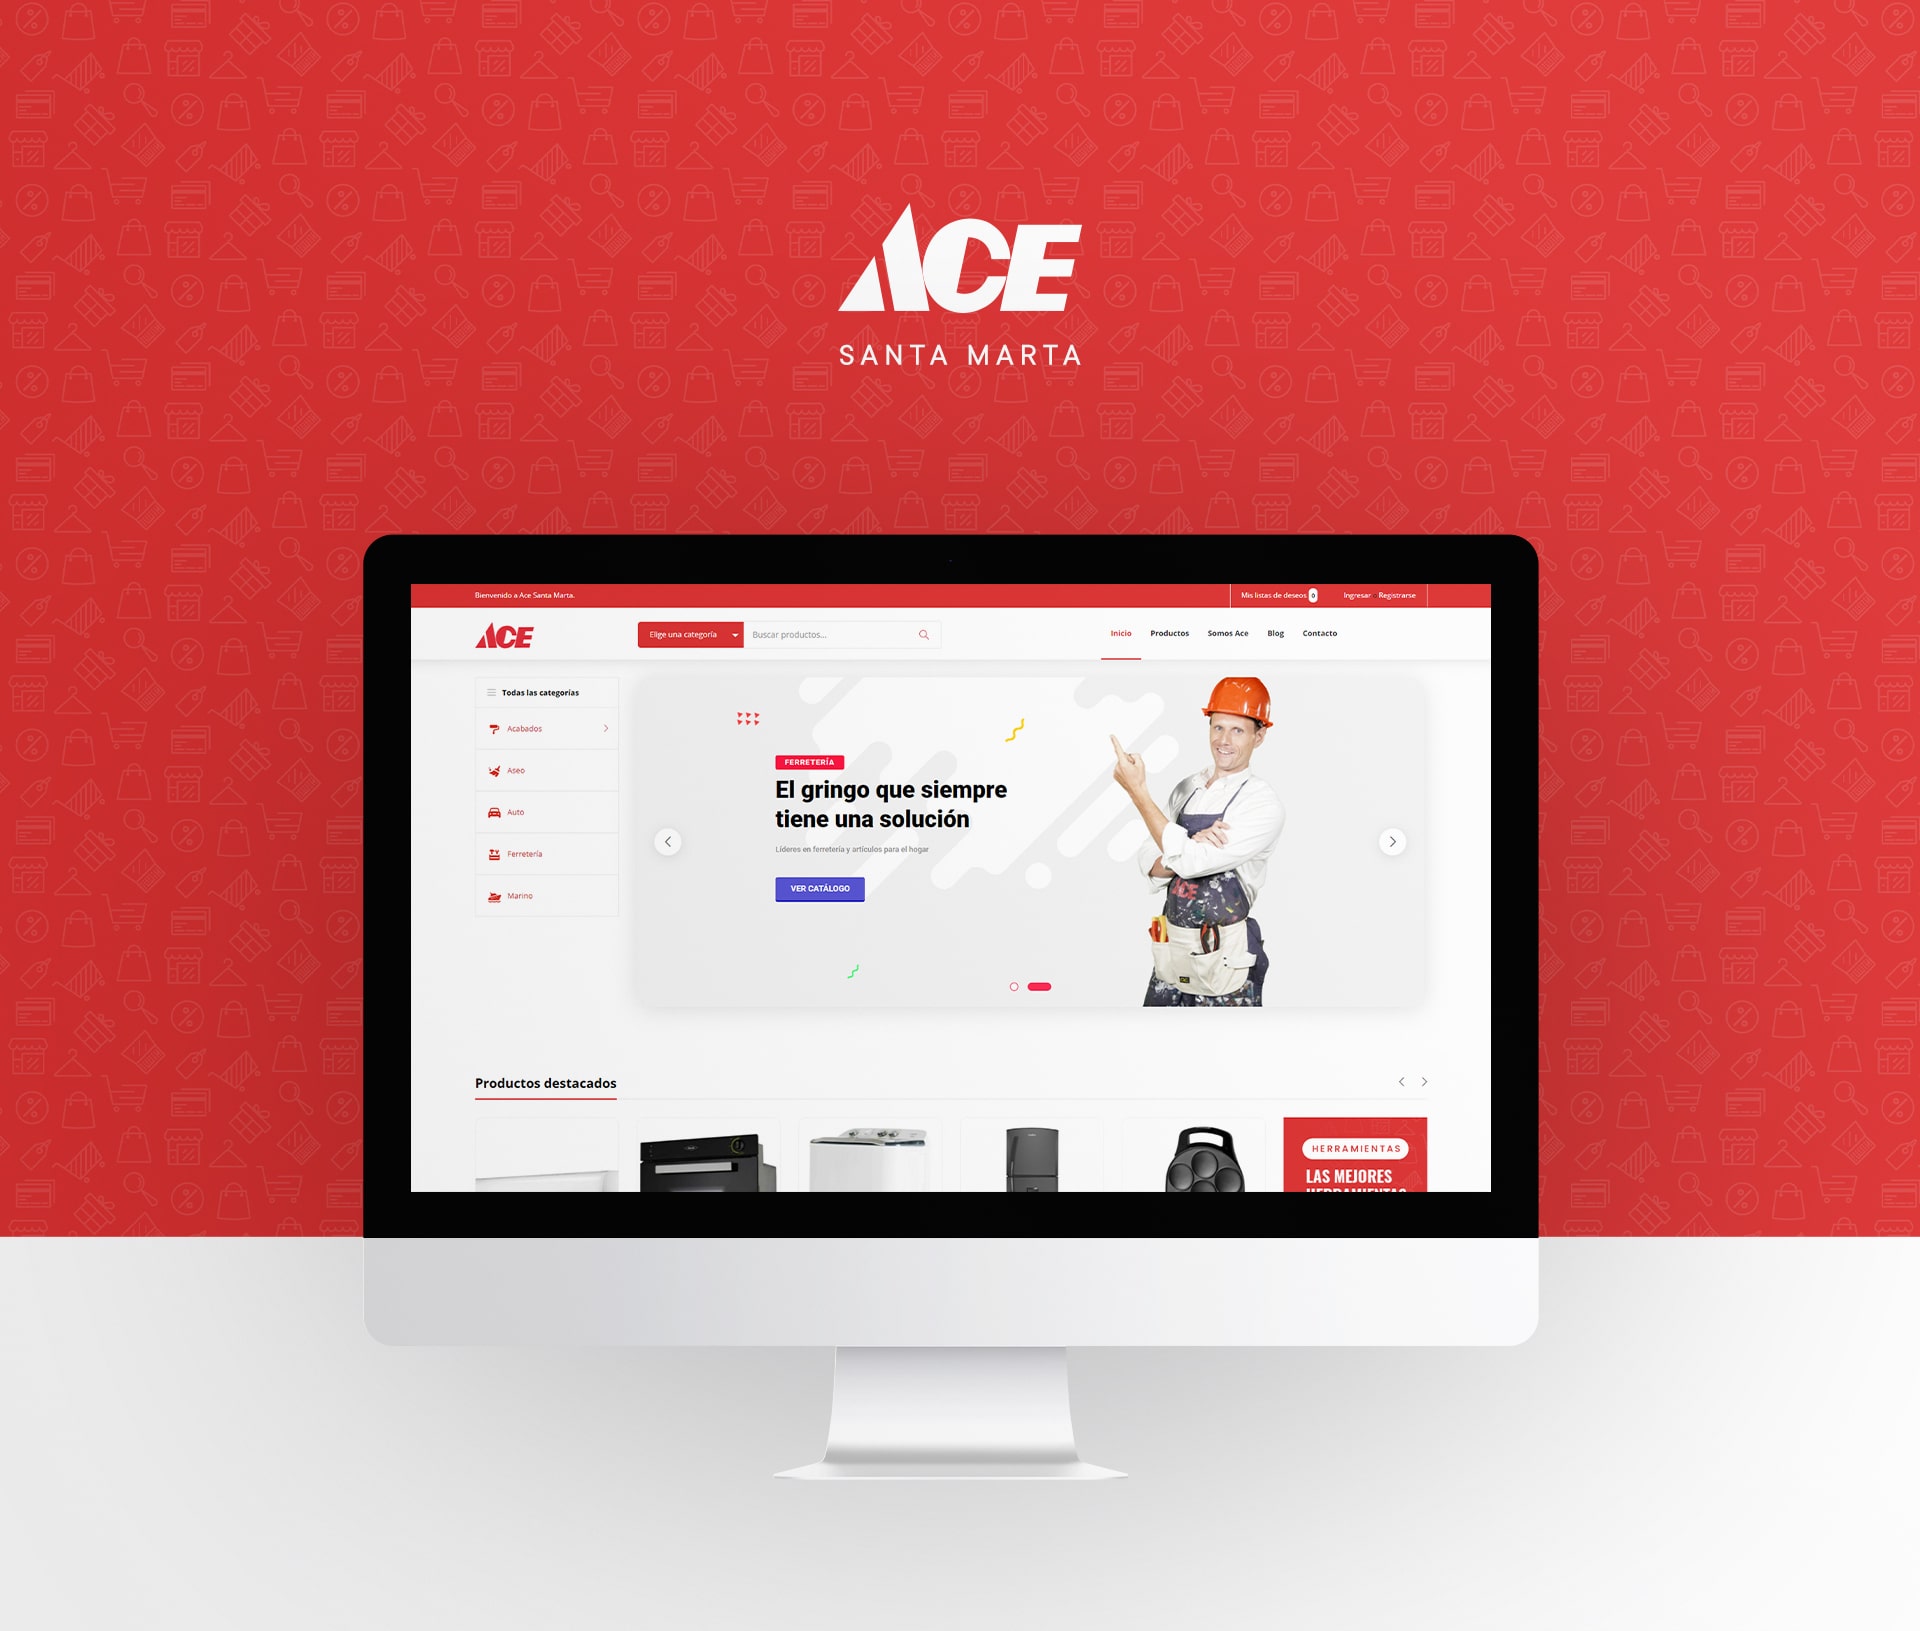 ACE
SANTA MARTA
Bienvenido a Ace Santa Marta.
Mis listas de deseos 0
Ingresar o Registrarse
ACE
Elige una categoría
Buscar productos...
Inicio
Productos
Somos Ace
Blog
Contacto
Todas las categorías
Acabados
Aseo
Auto
Ferretería
Marino
FERRETERÍA
El gringo que siempre
tiene una solución
Líderes en ferretería y artículos para el hogar
VER CATÁLOGO
ACE
Productos destacados
HERRAMIENTAS
LAS MEJORES
HERRAMIENTAS